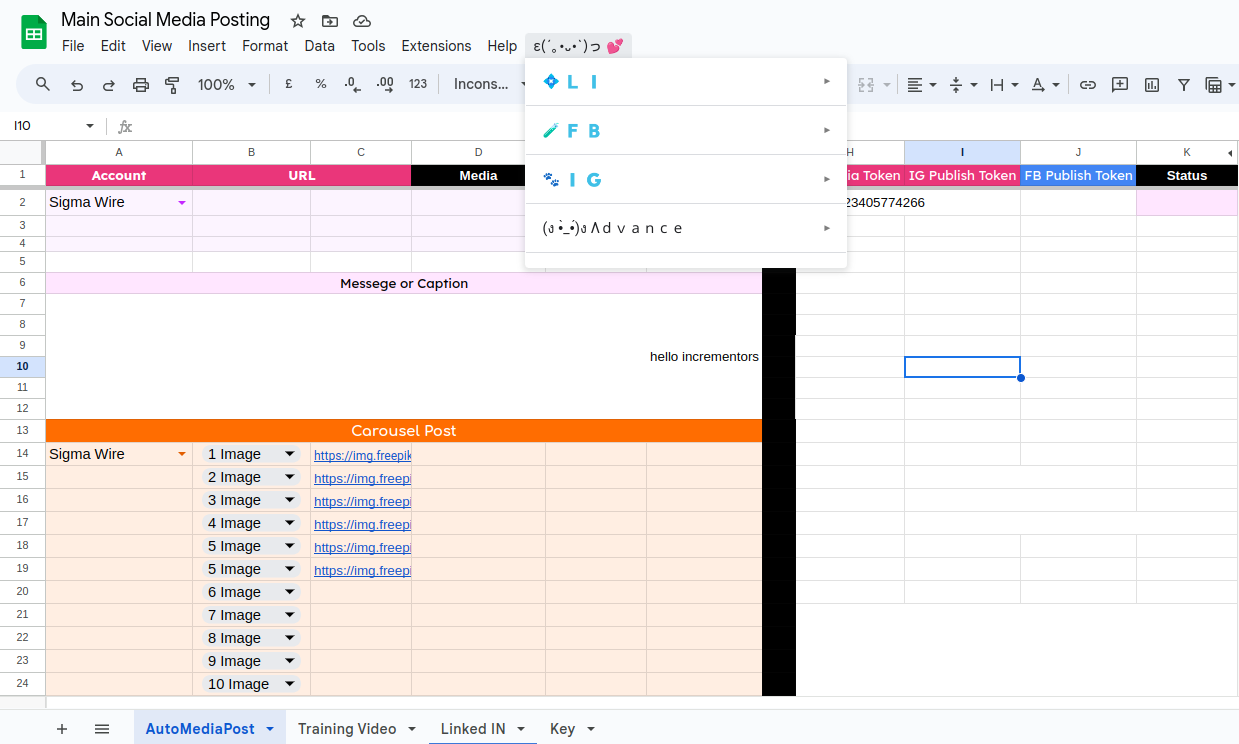 Main Social Media Posting
File Edit View Insert Format Data Tools Extensions Help ε(´｡•᎑•`)っ 💕
100% £ % .0 .00 123 Incons...
💠 L I
🧪 F B
🐾 I G
(ง •̀_•́)ง Λ d v a n c e
I10 fx
A B C D H I J K
1 Account URL Media ia Token IG Publish Token FB Publish Token Status
2 Sigma Wire 23405774266
3
4
5
6 Messege or Caption
7
8
9
10 hello incrementors
11
12
13 Carousel Post
14 Sigma Wire 1 Image https://img.freepik
15 2 Image https://img.freepi
16 3 Image https://img.freepi
17 4 Image https://img.freepi
18 5 Image https://img.freepi
19 5 Image https://img.freepi
20 6 Image
21 7 Image
22 8 Image
23 9 Image
24 10 Image
AutoMediaPost Training Video Linked IN Key